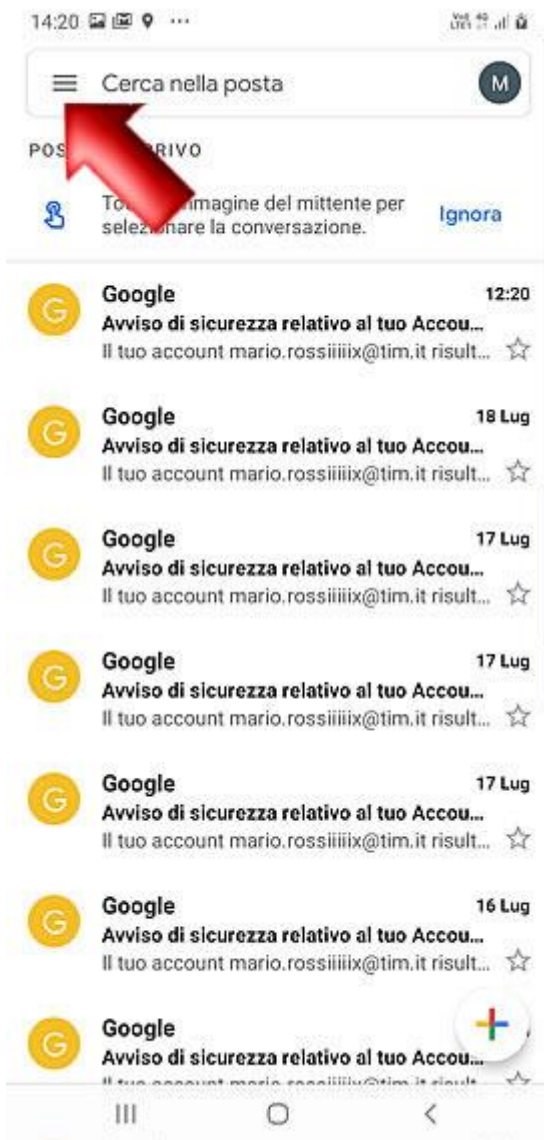 14:20
Cerca nella posta
M
Tocca l'immagine del mittente per
selezionare la conversazione.
Ignora
G
Google
12:20
Avviso di sicurezza relativo al tuo Accou...
Il tuo account mario.rossiiiiix@tim.it risult...
G
Google
18 Lug
Avviso di sicurezza relativo al tuo Accou...
Il tuo account mario.rossiiiiix@tim.it risult...
G
Google
17 Lug
Avviso di sicurezza relativo al tuo Accou...
Il tuo account mario.rossiiiiix@tim.it risult...
G
Google
17 Lug
Avviso di sicurezza relativo al tuo Accou...
Il tuo account mario.rossiiiiix@tim.it risult...
G
Google
17 Lug
Avviso di sicurezza relativo al tuo Accou...
Il tuo account mario.rossiiiiix@tim.it risult...
G
Google
16 Lug
Avviso di sicurezza relativo al tuo Accou...
Il tuo account mario.rossiiiiix@tim.it risult...
G
Google
Avviso di sicurezza relativo al tuo Accou...